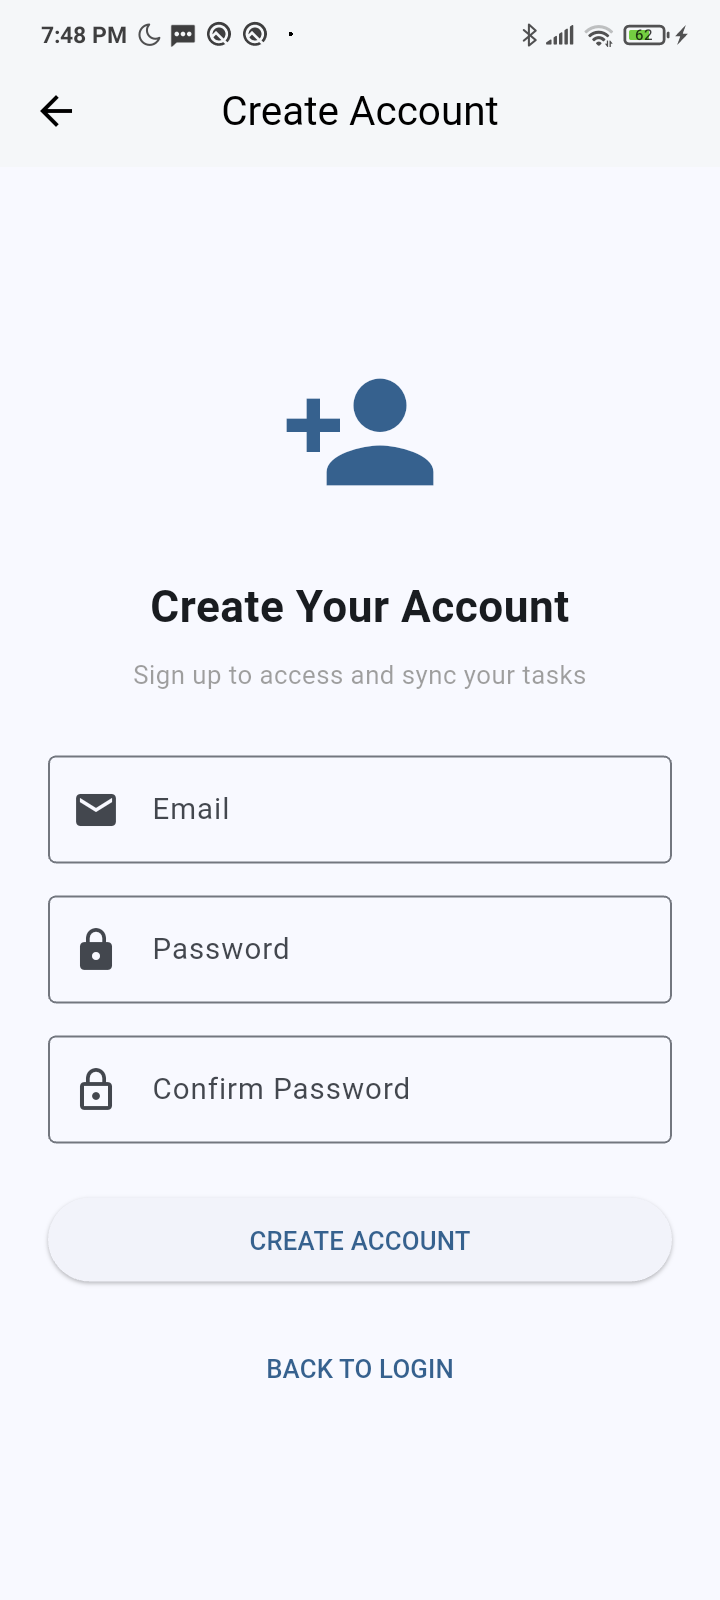 7:48 PM
62
Create Account
Create Your Account
Sign up to access and sync your tasks
Email
Password
Confirm Password
CREATE ACCOUNT
BACK TO LOGIN